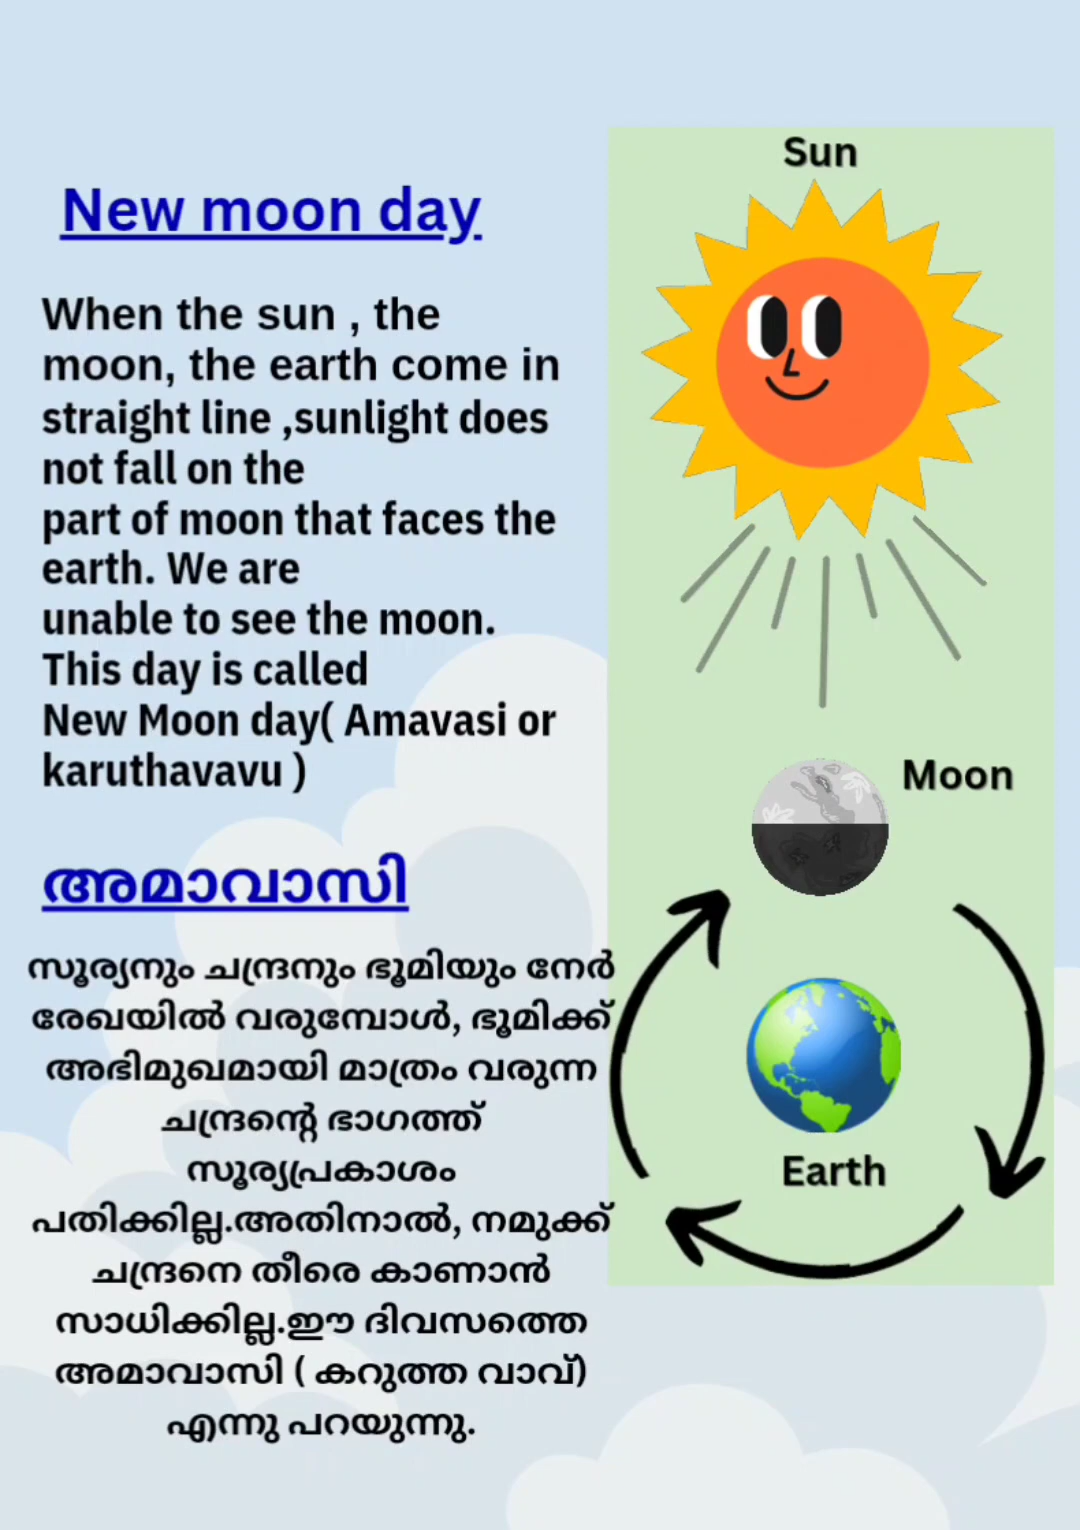 New moon day
When the sun , the
moon, the earth come in
straight line ,sunlight does
not fall on the
part of moon that faces the
earth. We are
unable to see the moon.
This day is called
New Moon day( Amavasi or
karuthavavu )
അമാവാസി
സൂര്യനും ചന്ദ്രനും ഭൂമിയും നേർ
രേഖയിൽ വരുമ്പോൾ, ഭൂമിക്ക്
അഭിമുഖമായി മാത്രം വരുന്ന
ചന്ദ്രന്റെ ഭാഗത്ത്
സൂര്യപ്രകാശം
പതിക്കില്ല.അതിനാൽ, നമുക്ക്
ചന്ദ്രനെ തീരെ കാണാൻ
സാധിക്കില്ല.ഈ ദിവസത്തെ
അമാവാസി ( കറുത്ത വാവ്)
എന്നു പറയുന്നു.
Sun
Moon
Earth